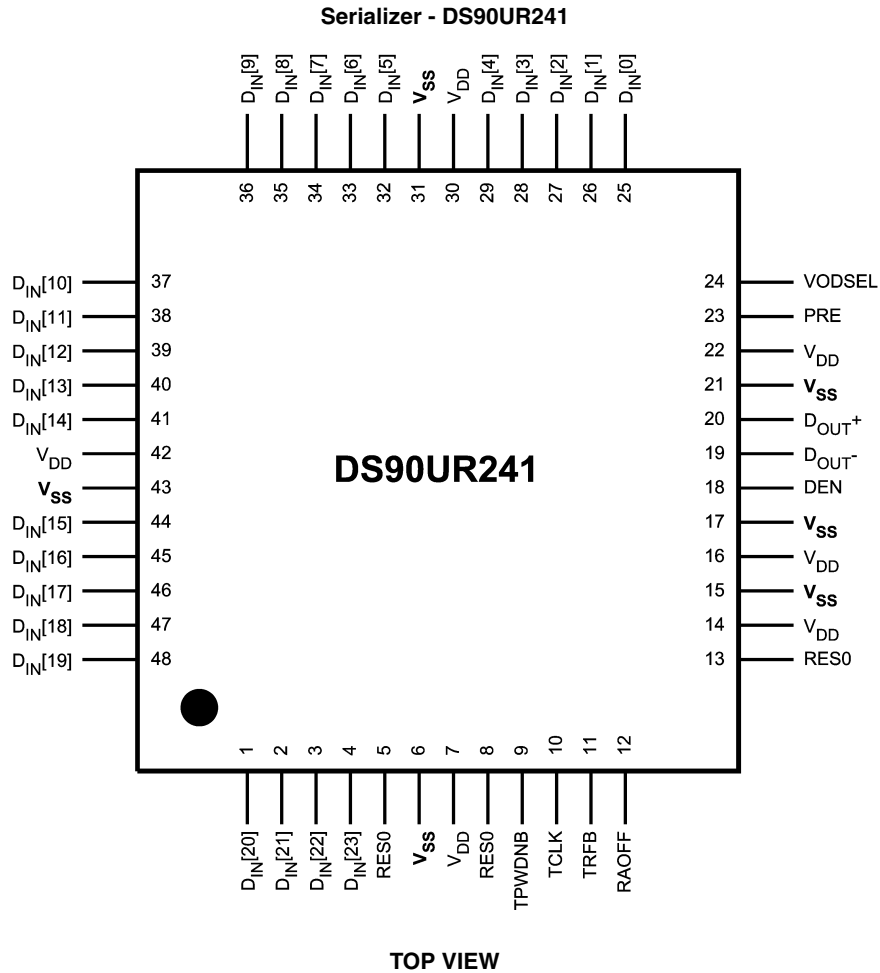 Serializer - DS90UR241
DIN[9]
DIN[8]
DIN[7]
DIN[6]
DIN[5]
VSS
VDD
DIN[4]
DIN[3]
DIN[2]
DIN[1]
DIN[0]
36
35
34
33
32
31
30
29
28
27
26
25
DIN[10] 37
DIN[11] 38
DIN[12] 39
DIN[13] 40
DIN[14] 41
VDD 42
VSS 43
DIN[15] 44
DIN[16] 45
DIN[17] 46
DIN[18] 47
DIN[19] 48
DS90UR241
24 VODSEL
23 PRE
22 VDD
21 VSS
20 DOUT+
19 DOUT-
18 DEN
17 VSS
16 VDD
15 VSS
14 VDD
13 RES0
1
2
3
4
5
6
7
8
9
10
11
12
DIN[20]
DIN[21]
DIN[22]
DIN[23]
RES0
VSS
VDD
RES0
TPWDNB
TCLK
TRFB
RAOFF
TOP VIEW